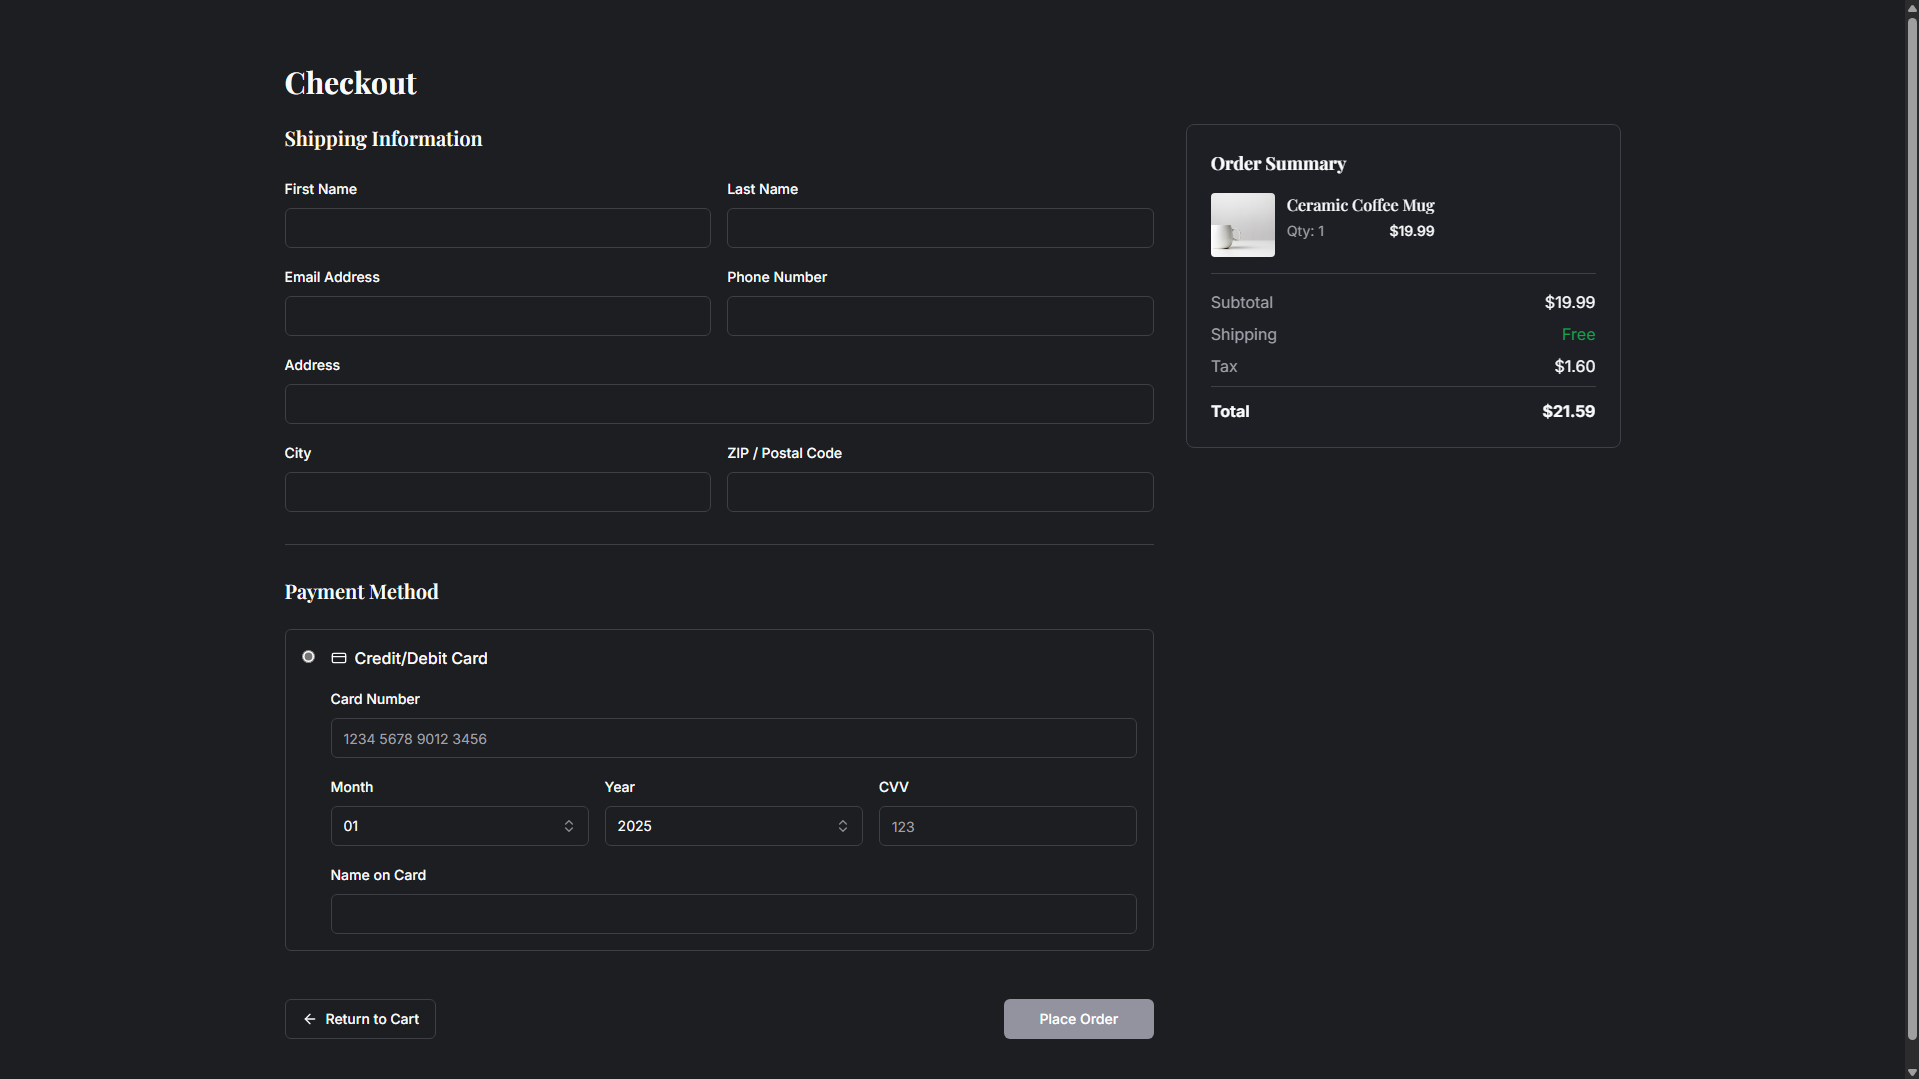 Checkout
Shipping Information
First Name
Last Name
Email Address
Phone Number
Address
City
ZIP / Postal Code
Payment Method
Credit/Debit Card
Card Number
1234 5678 9012 3456
Month
Year
CVV
01
2025
123
Name on Card
Return to Cart
Place Order
Order Summary
Ceramic Coffee Mug
Qty: 1 $19.99
Subtotal $19.99
Shipping Free
Tax $1.60
Total $21.59